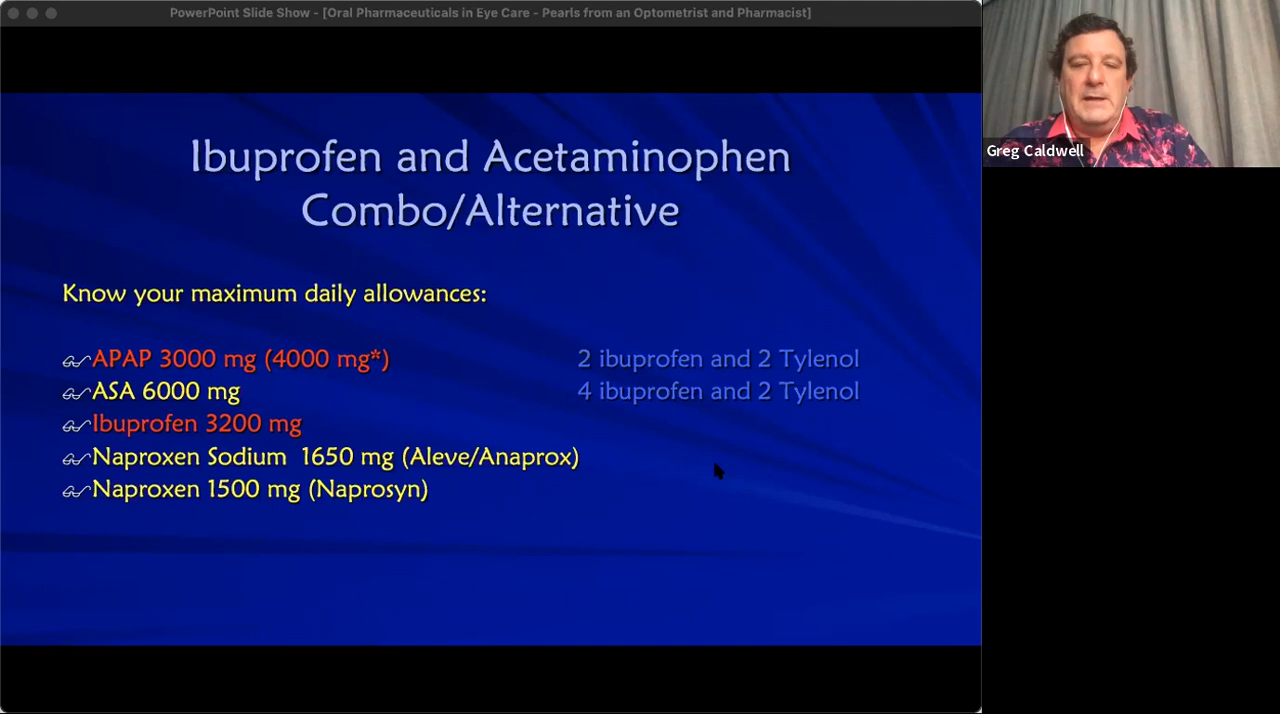 PowerPoint Slide Show - [Oral Pharmaceuticals in Eye Care - Pearls from an Optometrist and Pharmacist]
Ibuprofen and Acetaminophen
Combo/Alternative
Know your maximum daily allowances:
APAP 3000 mg (4000 mg*)
ASA 6000 mg
Ibuprofen 3200 mg
Naproxen Sodium 1650 mg (Aleve/Anaprox)
Naproxen 1500 mg (Naprosyn)
2 ibuprofen and 2 Tylenol
4 ibuprofen and 2 Tylenol
Greg Caldwell